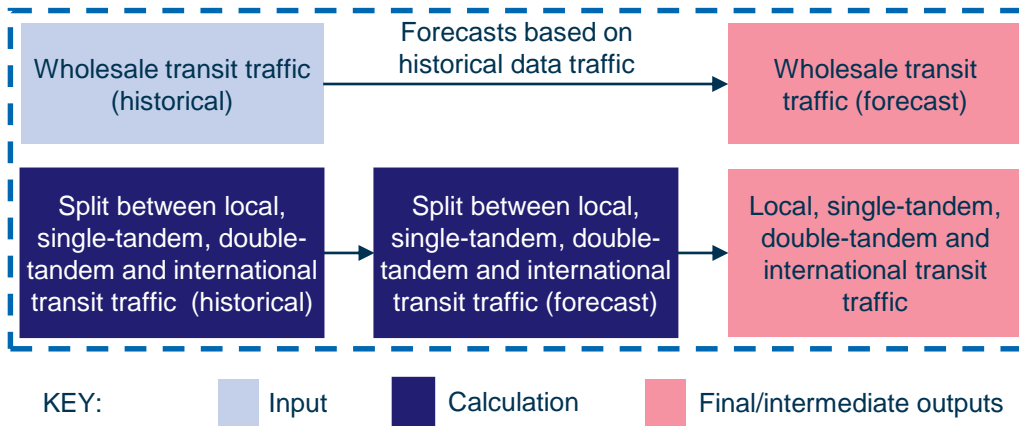 Wholesale transit traffic
(historical)
Forecasts based on
historical data traffic
Wholesale transit
traffic (forecast)
Split between local,
single-tandem, double-
tandem and international
transit traffic (historical)
Split between local,
single-tandem, double-
tandem and international
transit traffic (forecast)
Local, single-tandem,
double-tandem and
international transit
traffic
KEY:
Input
Calculation
Final/intermediate outputs